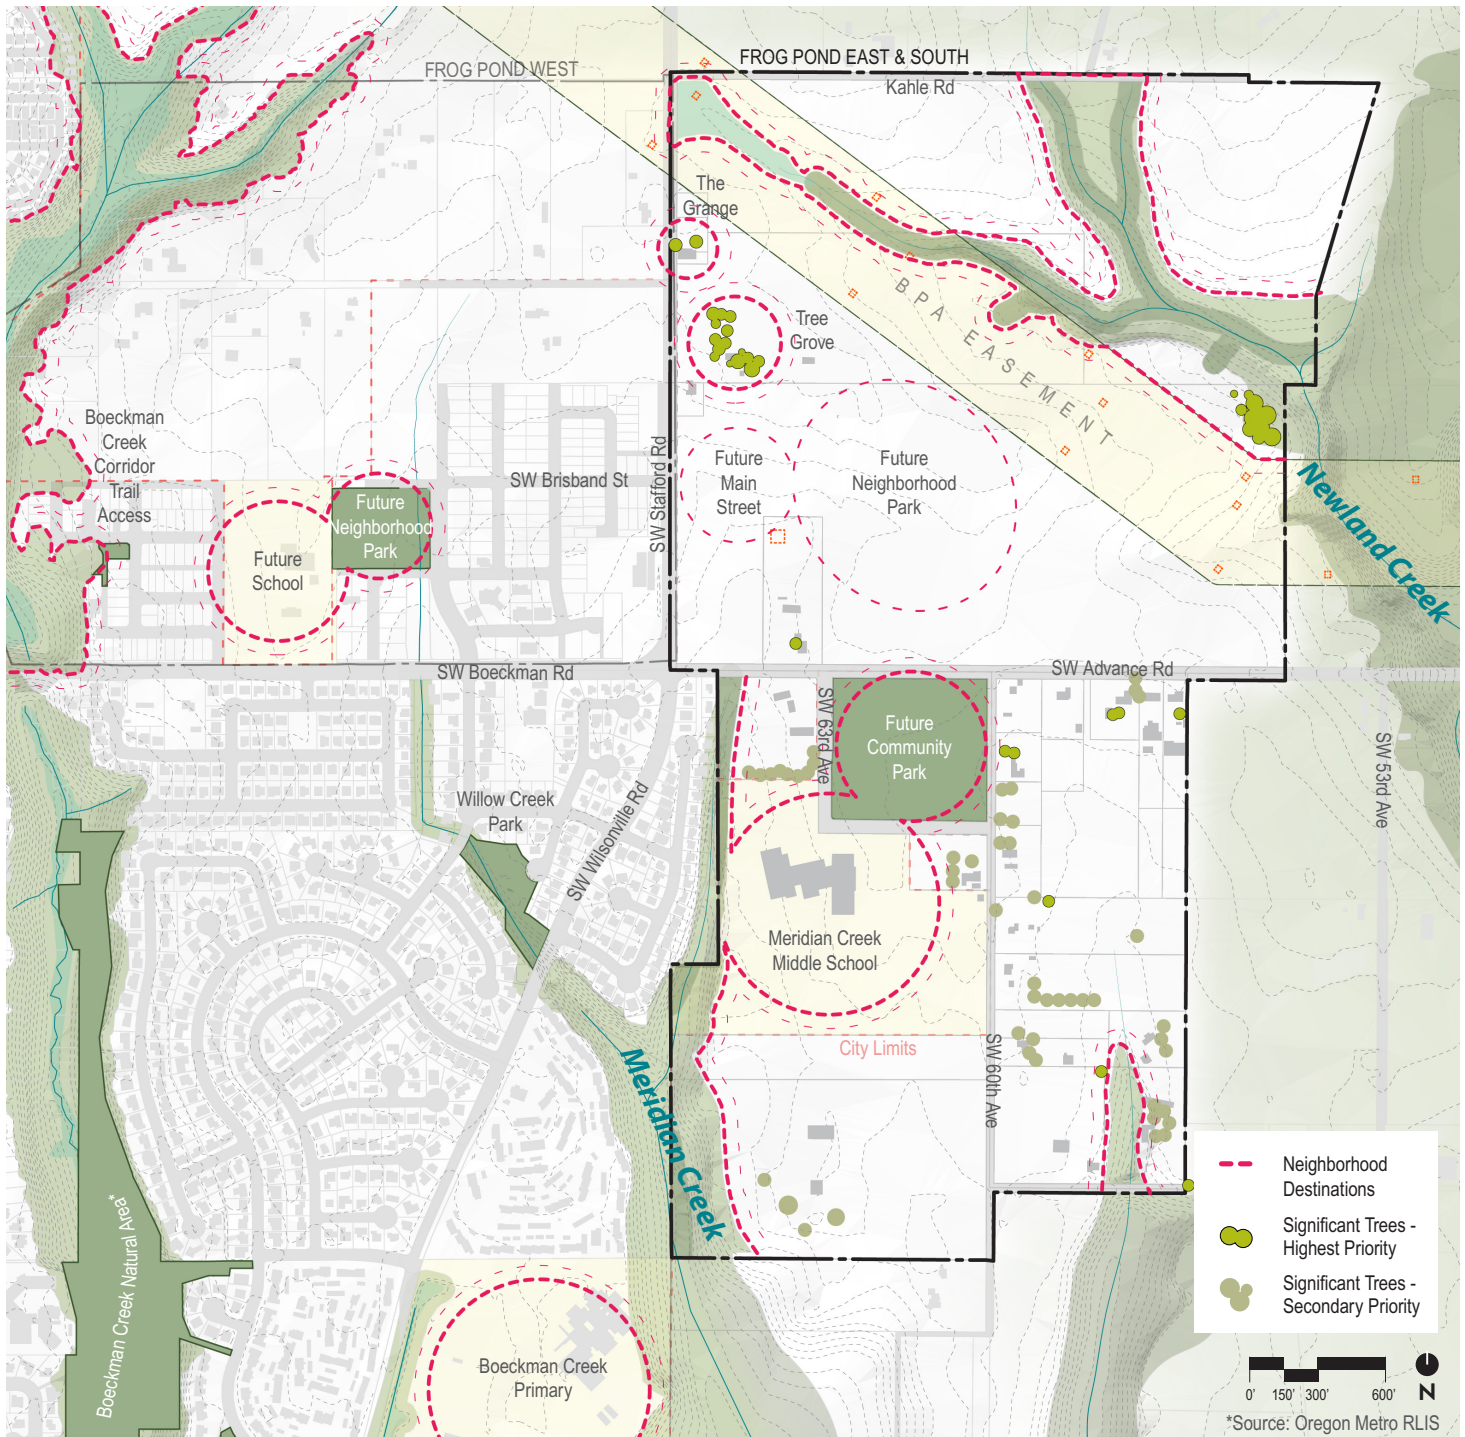 FROG POND EAST & SOUTH
FROG POND WEST
Kahle Rd
The
Grange
BPA EASEMENT
Tree
Grove
Boeckman
Creek
Corridor
Trail
Access
SW Brisband St
SW Stafford Rd
Future
Main
Street
Future
Neighborhood
Park
Future
Neighborhood
Park
Future
School
Newland Creek
SW Boeckman Rd
SW Advance Rd
SW 63rd Ave
Future
Community
Park
SW 53rd Ave
Willow Creek
Park
SW Wilsonville Rd
Meridian Creek
Middle School
City Limits
SW 60th Ave
Meridian Creek
Boeckman Creek Natural Area*
Boeckman Creek
Primary
Neighborhood
Destinations
Significant Trees -
Highest Priority
Significant Trees -
Secondary Priority
0' 150' 300' 600'
N
*Source: Oregon Metro RLIS